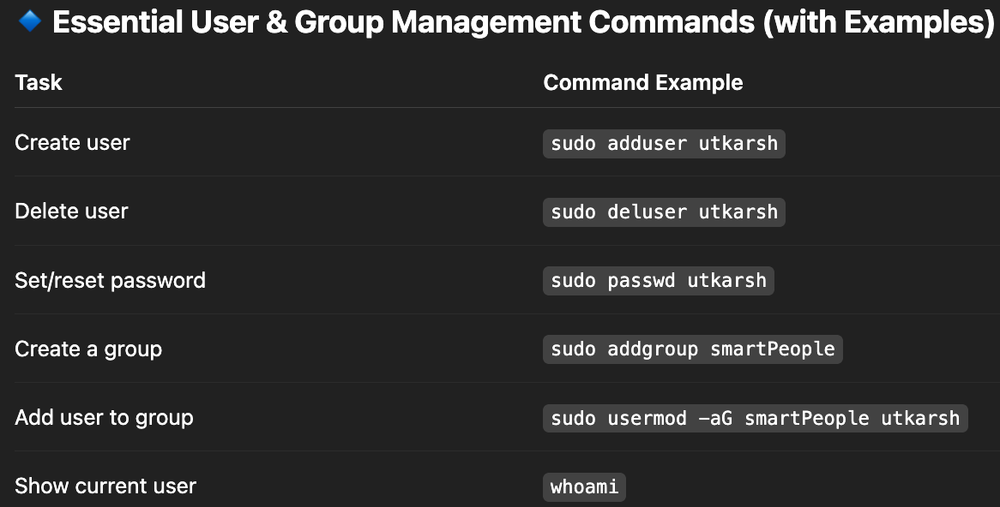 🔷 Essential User & Group Management Commands (with Examples)
Task Command Example
Create user sudo adduser utkarsh
Delete user sudo deluser utkarsh
Set/reset password sudo passwd utkarsh
Create a group sudo addgroup smartPeople
Add user to group sudo usermod -aG smartPeople utkarsh
Show current user whoami